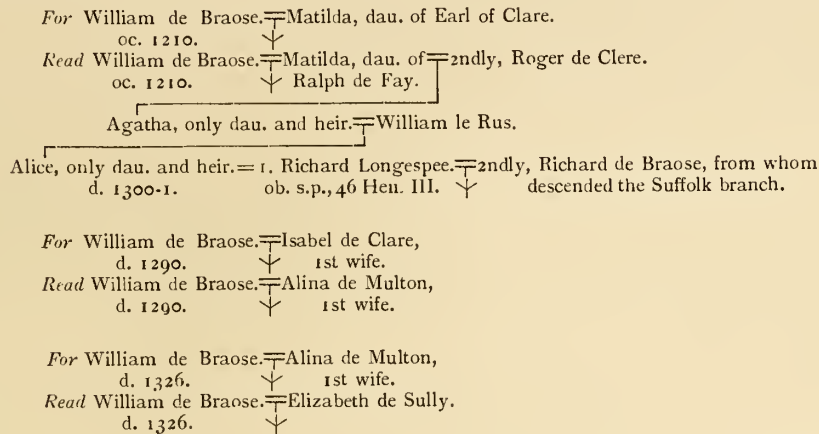 For William de Braose. Matilda, dau. of Earl of Clare.
oc. 1210.
Read William de Braose. Matilda, dau. of 2ndly, Roger de Clere.
oc. 1210. Ralph de Fay.
Agatha, only dau. and heir. William le Rus.
Alice, only dau. and heir. = 1. Richard Longespee. 2ndly, Richard de Braose, from whom
d. 1300-1. ob. s.p., 46 Hen. III. descended the Suffolk branch.
For William de Braose. Isabel de Clare,
d. 1290. 1st wife.
Read William de Braose. Alina de Multon,
d. 1290. 1st wife.
For William de Braose. Alina de Multon,
d. 1326. 1st wife.
Read William de Braose. Elizabeth de Sully.
d. 1326.